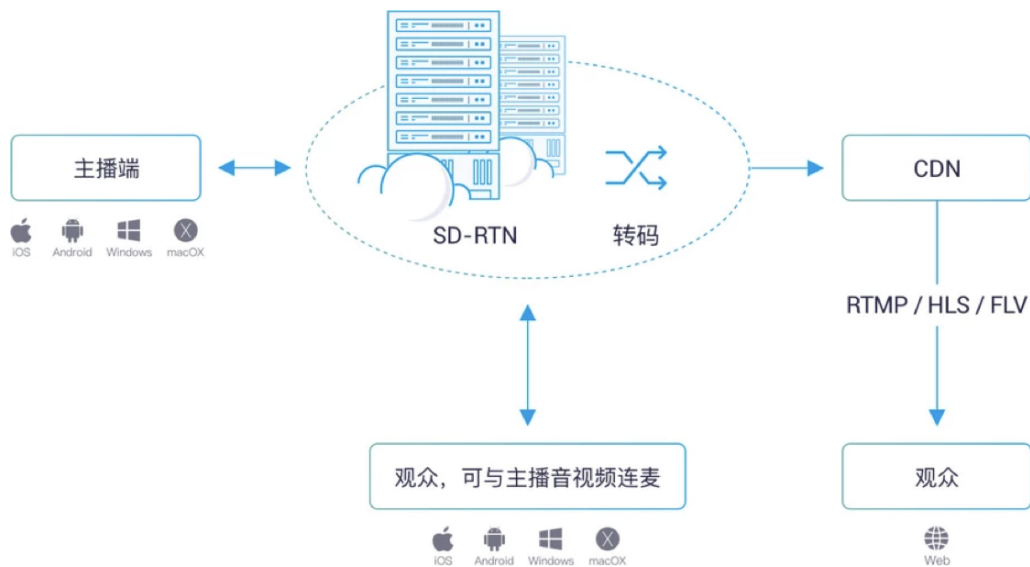 主播端
iOS Android Windows macOX
SD-RTN 转码
CDN
RTMP / HLS / FLV
观众，可与主播音视频连麦
iOS Android Windows macOX
观众
Web